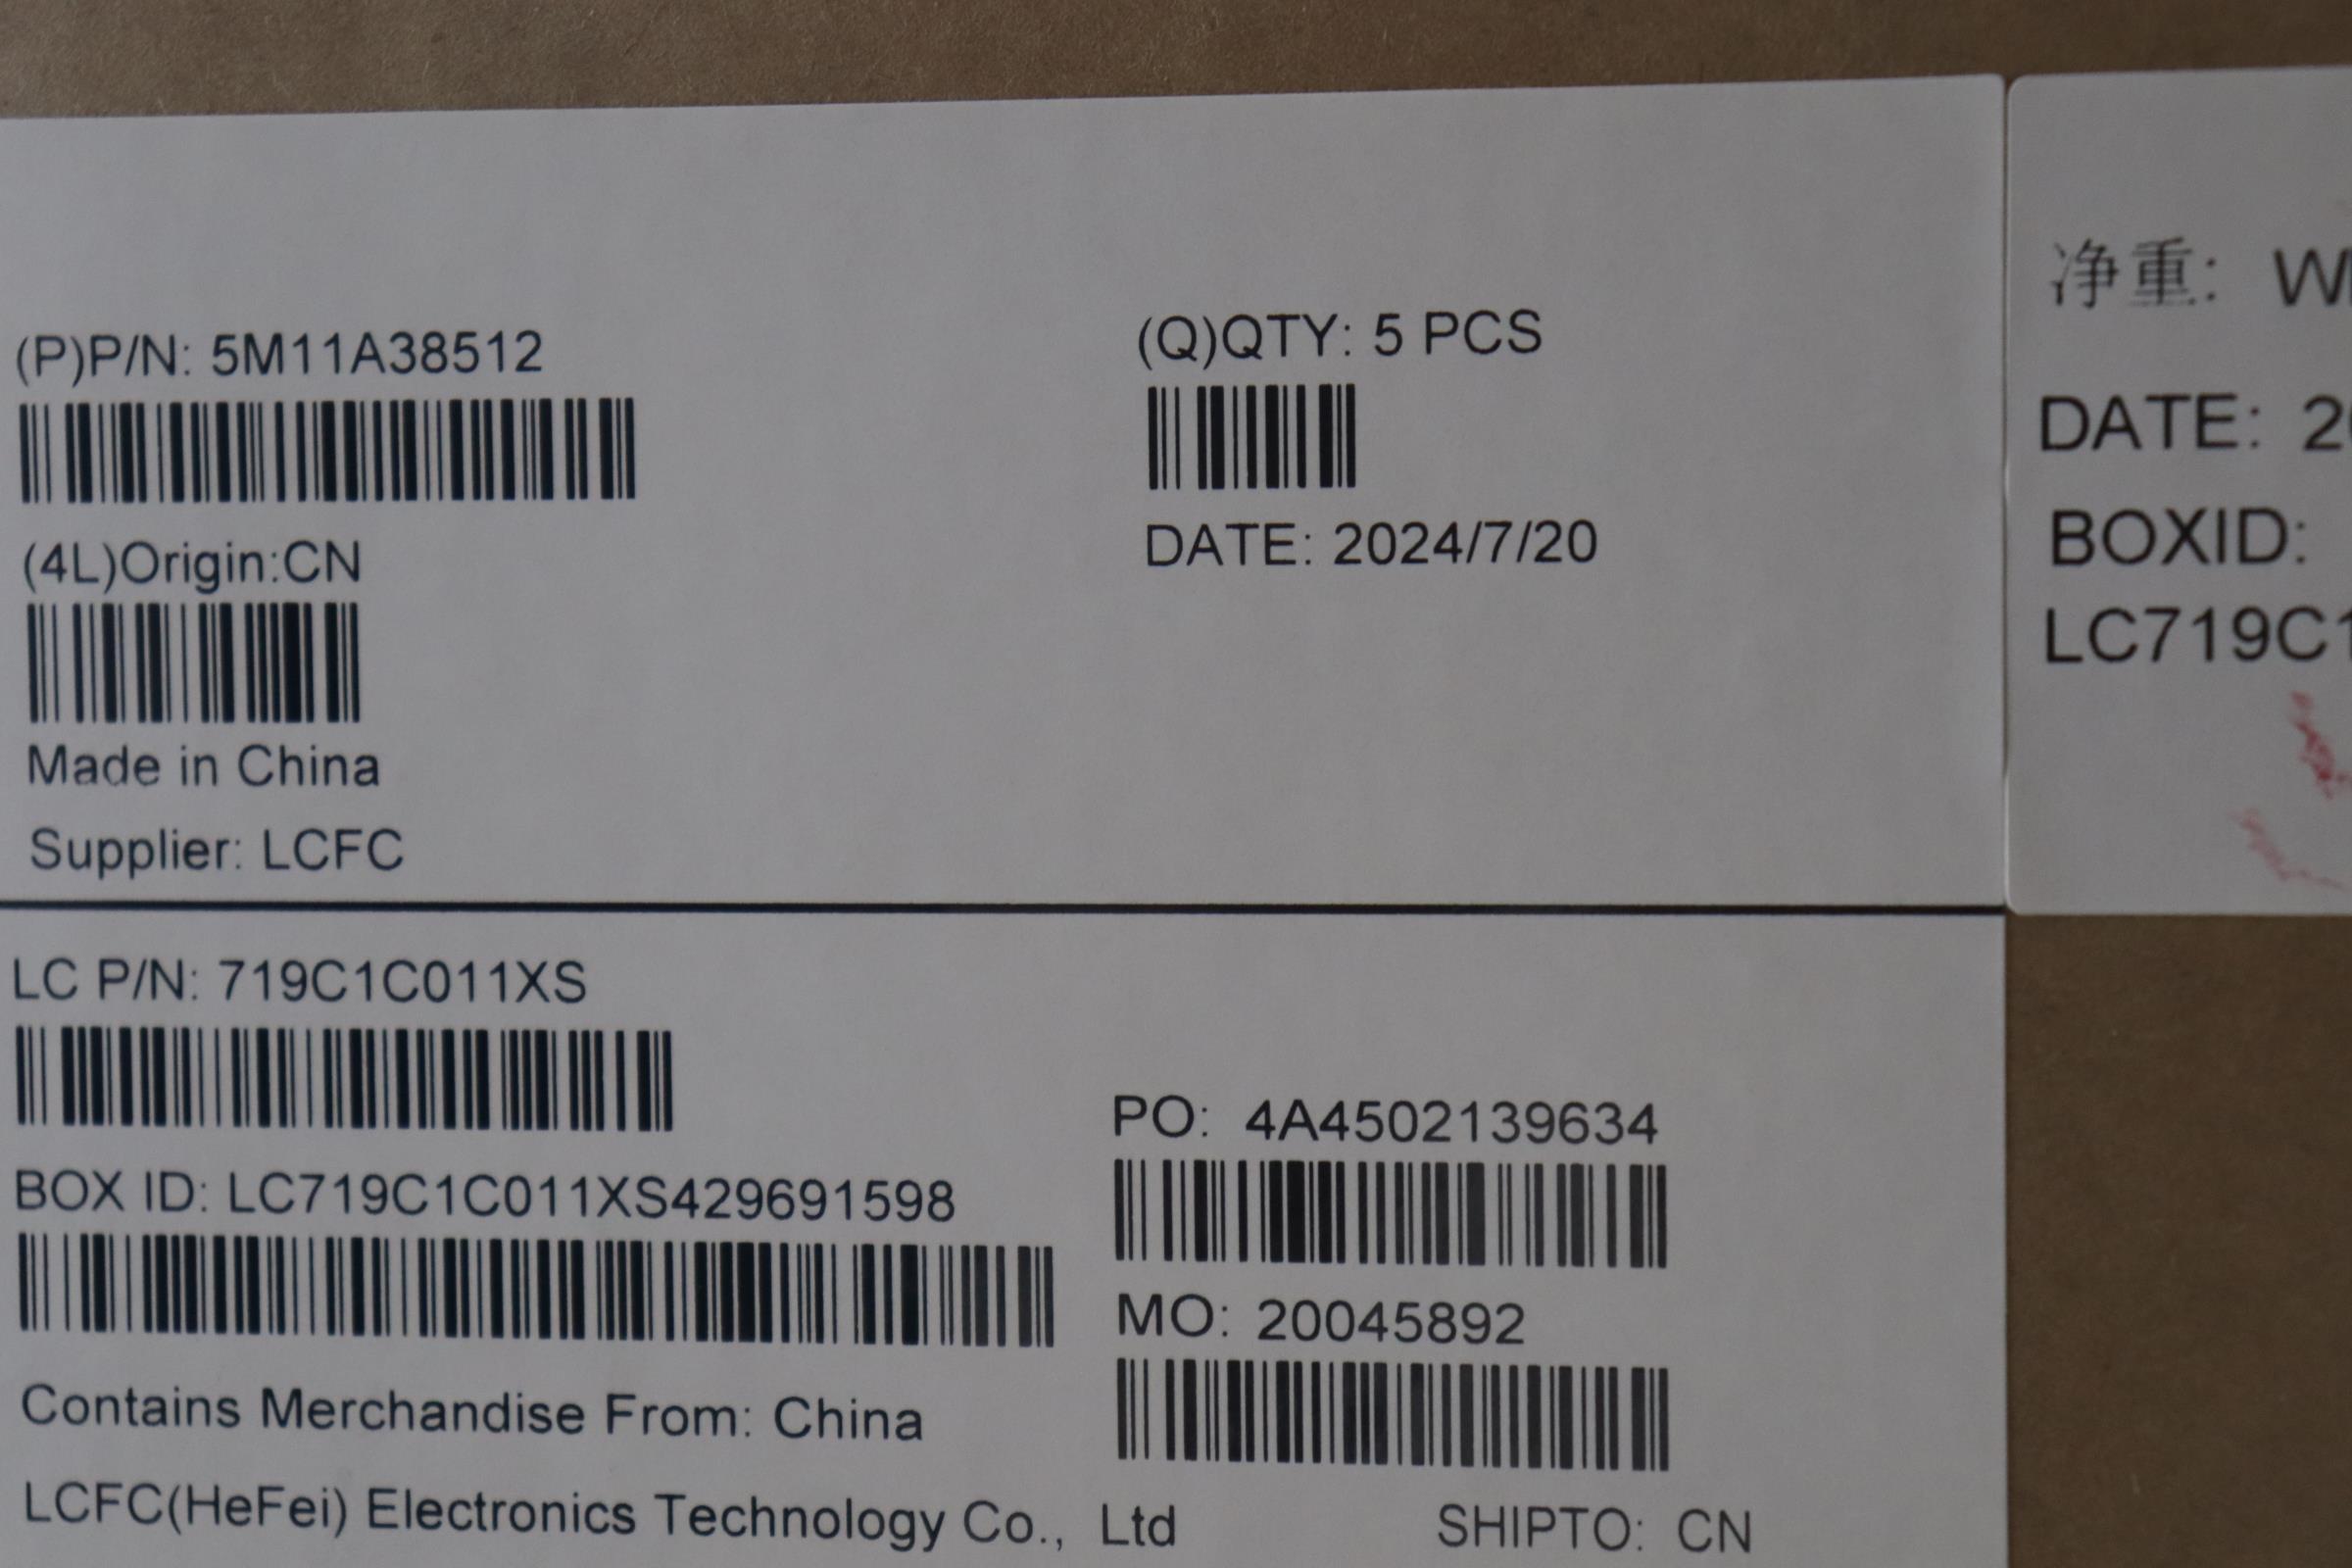 (P)P/N: 5M11A38512
(Q)QTY: 5 PCS
(4L)Origin:CN
DATE: 2024/7/20
Made in China
Supplier: LCFC
LC P/N: 719C1C011XS
PO: 4A4502139634
BOX ID: LC719C1C011XS429691598
MO: 20045892
Contains Merchandise From: China
LCFC(HeFei) Electronics Technology Co., Ltd
SHIPTO: CN
净重:
DATE: 2
BOXID:
LC719C1